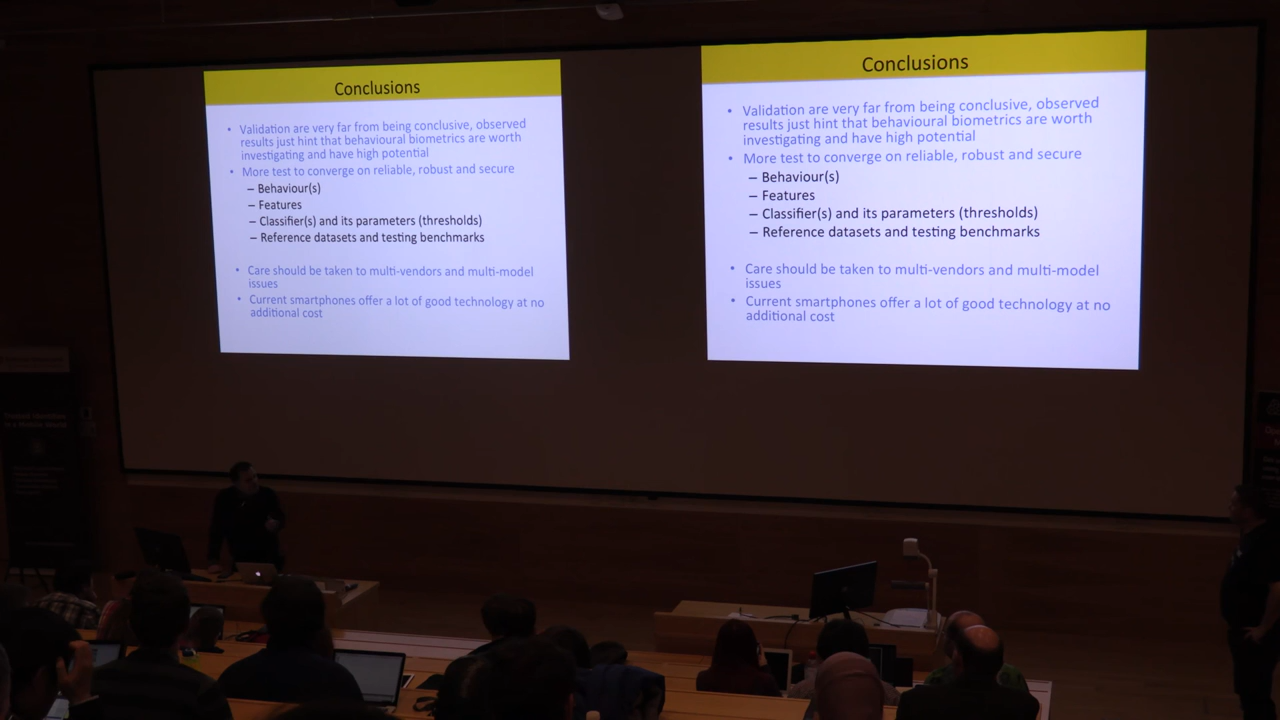 Conclusions
• Validation are very far from being conclusive, observed
results just hint that behavioural biometrics are worth
investigating and have high potential
• More test to converge on reliable, robust and secure
– Behaviour(s)
– Features
– Classifier(s) and its parameters (thresholds)
– Reference datasets and testing benchmarks
• Care should be taken to multi-vendors and multi-model
issues
• Current smartphones offer a lot of good technology at no
additional cost
Conclusions
• Validation are very far from being conclusive, observed
results just hint that behavioural biometrics are worth
investigating and have high potential
• More test to converge on reliable, robust and secure
– Behaviour(s)
– Features
– Classifier(s) and its parameters (thresholds)
– Reference datasets and testing benchmarks
• Care should be taken to multi-vendors and multi-model
issues
• Current smartphones offer a lot of good technology at no
additional cost